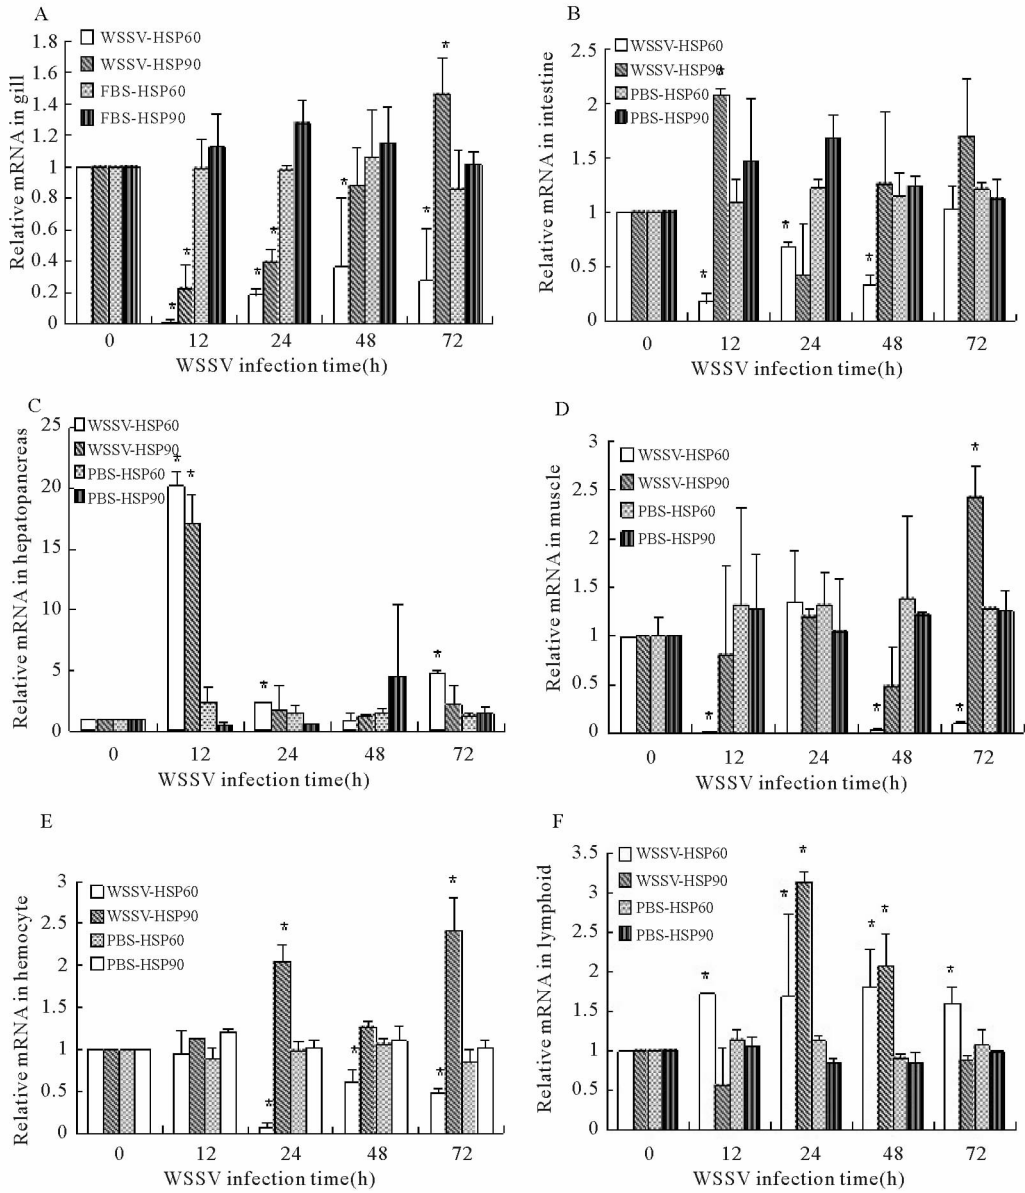 A
Relative mRNA in gill
1.8
1.6
1.4
1.2
1
0.8
0.6
0.4
0.2
0
WSSV-HSP60
WSSV-HSP90
FBS-HSP60
FBS-HSP90
* * * * * * *
0 12 24 48 72
WSSV infection time(h)
B
Relative mRNA in intestine
2.5
2
1.5
1
0.5
0
WSSV-HSP60
WSSV-HSP90
PBS-HSP60
PBS-HSP90
* * * *
0 12 24 48 72
WSSV infection time(h)
C
Relative mRNA in hepatopancreas
25
20
15
10
5
0
WSSV-HSP60
WSSV-HSP90
PBS-HSP60
PBS-HSP90
* * * *
0 12 24 48 72
WSSV infection time(h)
D
Relative mRNA in muscle
3
2.5
2
1.5
1
0.5
0
WSSV-HSP60
WSSV-HSP90
PBS-HSP60
PBS-HSP90
* * * *
0 12 24 48 72
WSSV infection time(h)
E
Relative mRNA in hemocyte
3
2.5
2
1.5
1
0.5
0
WSSV-HSP60
WSSV-HSP90
PBS-HSP60
PBS-HSP90
* * * * *
0 12 24 48 72
WSSV infection time(h)
F
Relative mRNA in lymphoid
3.5
3
2.5
2
1.5
1
0.5
0
WSSV-HSP60
WSSV-HSP90
PBS-HSP60
PBS-HSP90
* * * * * *
0 12 24 48 72
WSSV infection time(h)